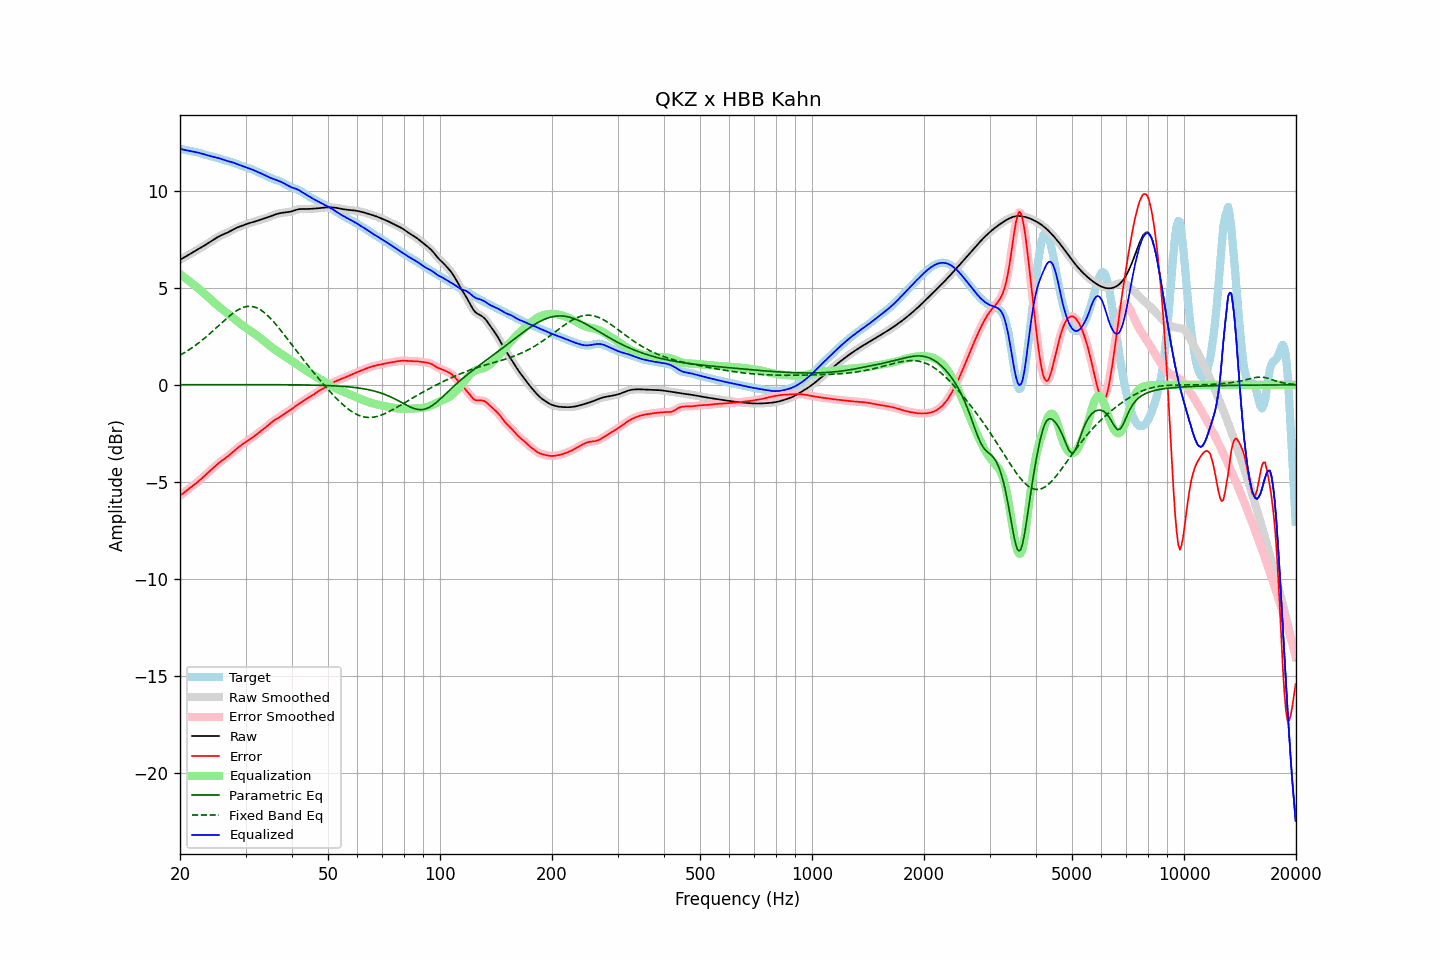 QKZ x HBB Kahn
10
5
0
−5
−10
−15
−20
Amplitude (dBr)
Target
Raw Smoothed
Error Smoothed
Raw
Error
Equalization
Parametric Eq
Fixed Band Eq
Equalized
20 50 100 200 500 1000 2000 5000 10000 20000
Frequency (Hz)